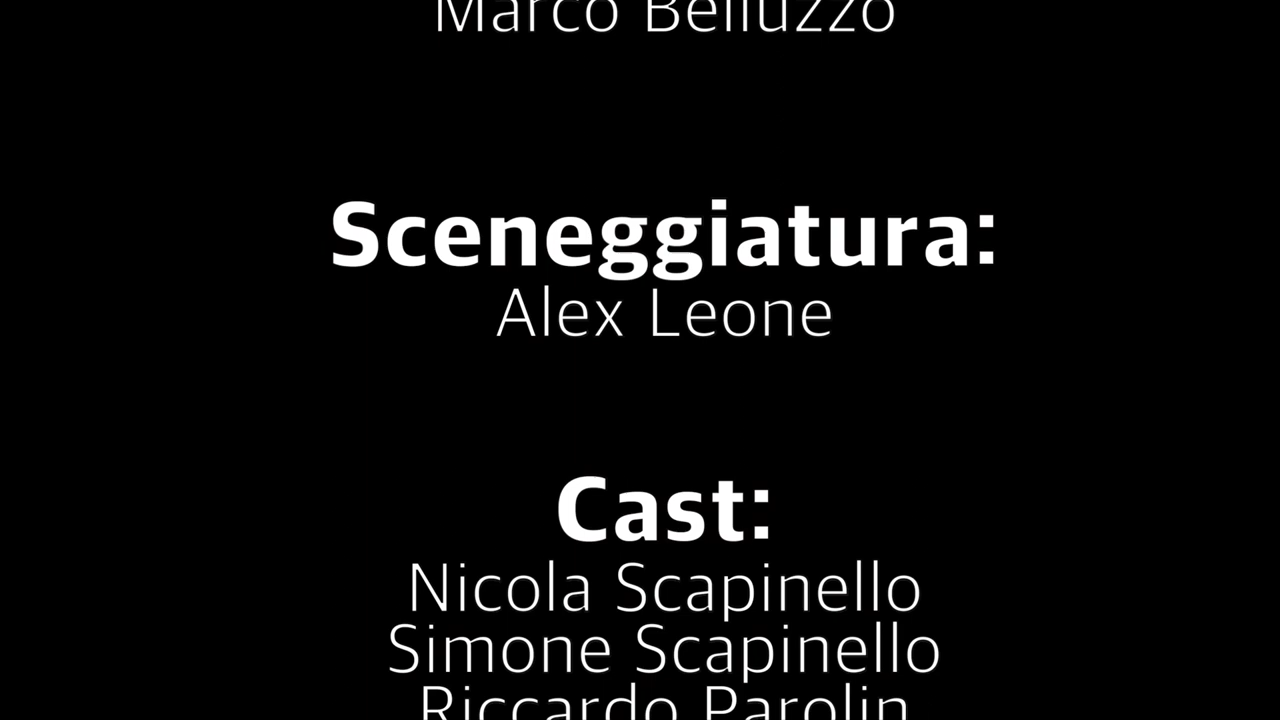 Marco Belluzzo
Sceneggiatura:
Alex Leone
Cast:
Nicola Scapinello
Simone Scapinello
Riccardo Parolin